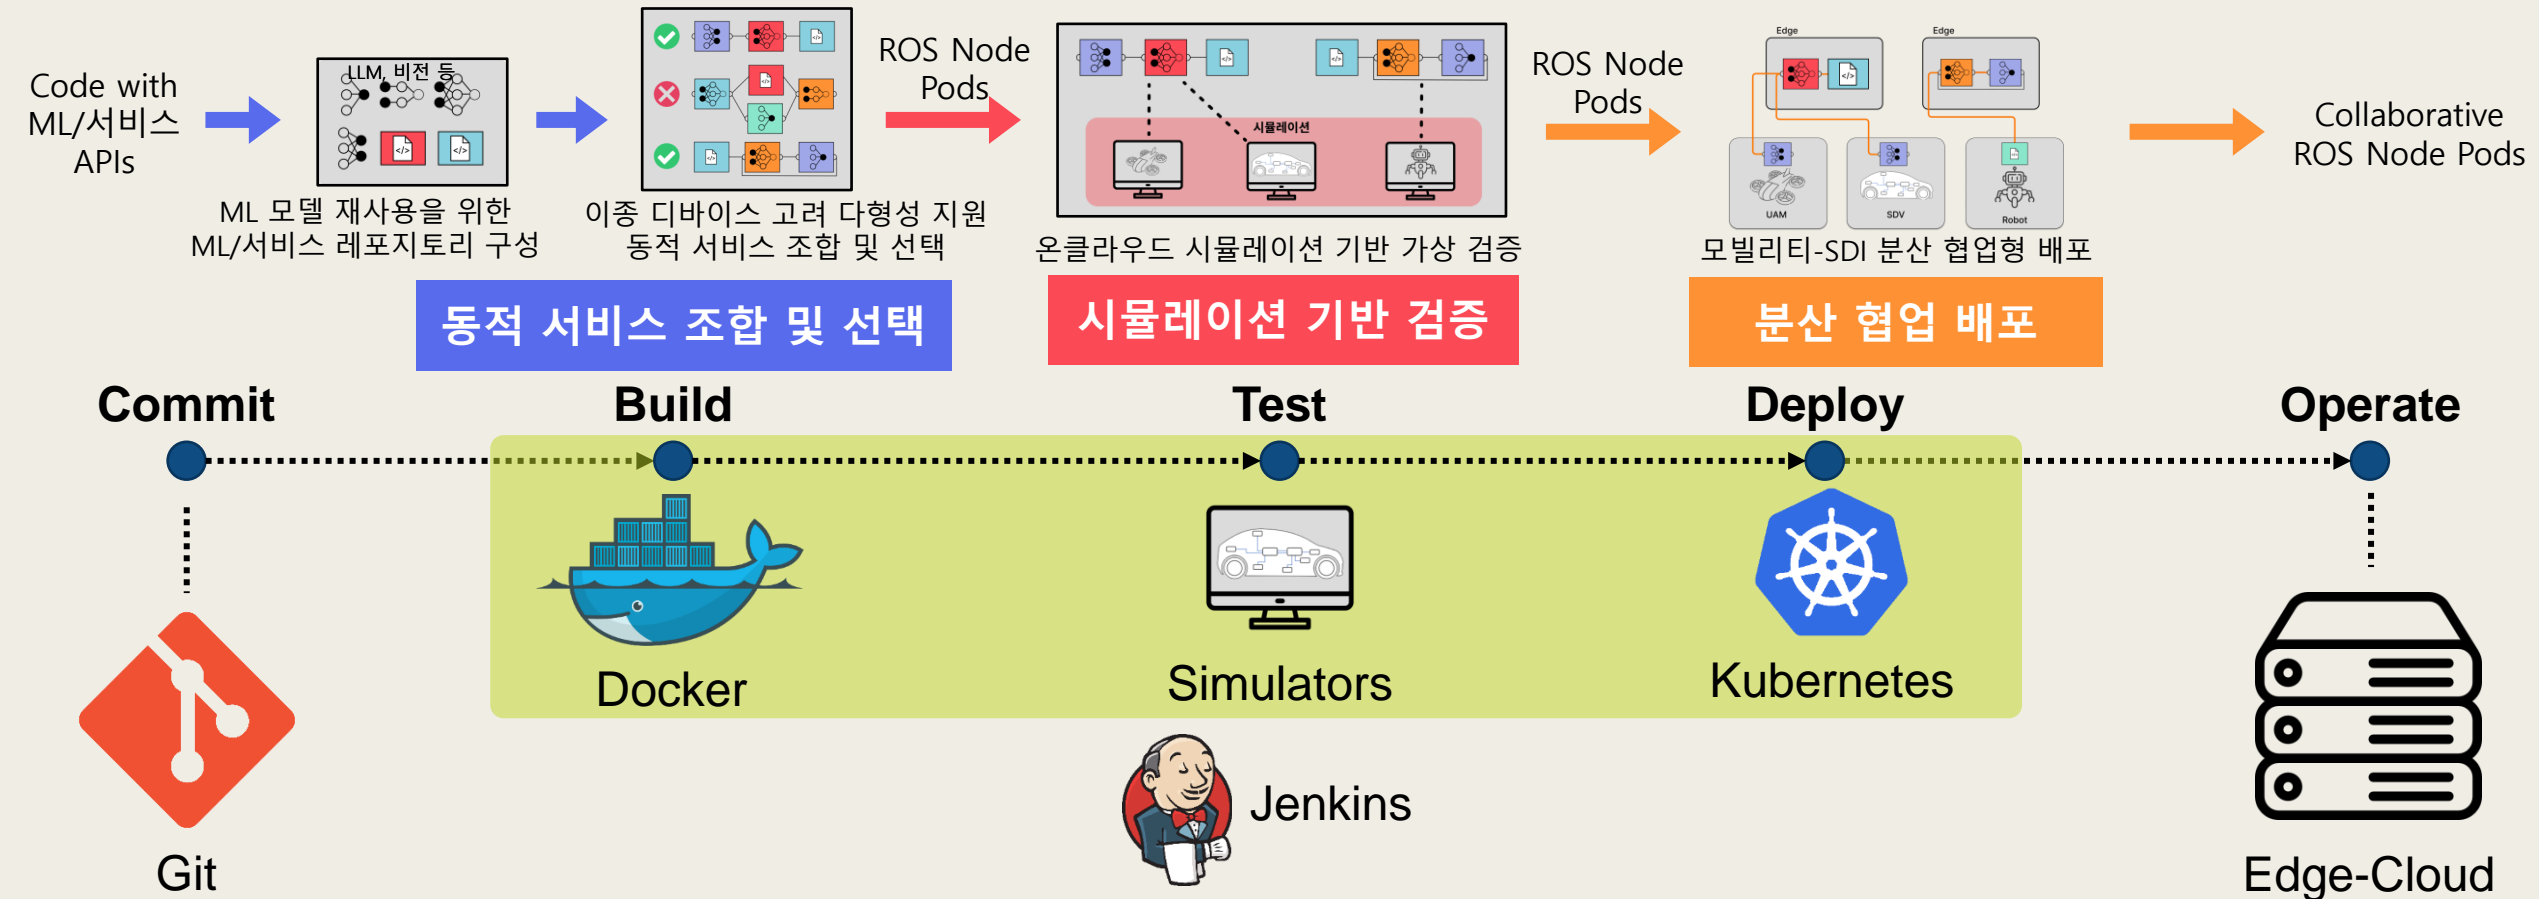 Code with
ML/서비스
APIs
LLM, 비전 등
ML 모델 재사용을 위한
ML/서비스 레포지토리 구성
이종 디바이스 고려 다형성 지원
동적 서비스 조합 및 선택
ROS Node
Pods
시뮬레이션
온클라우드 시뮬레이션 기반 가상 검증
ROS Node
Pods
Edge
Edge
UAM
SDV
Robot
모빌리티-SDI 분산 협업형 배포
Collaborative
ROS Node Pods
동적 서비스 조합 및 선택
시뮬레이션 기반 검증
분산 협업 배포
Commit
Build
Test
Deploy
Operate
Docker
Simulators
Kubernetes
Jenkins
Git
Edge-Cloud